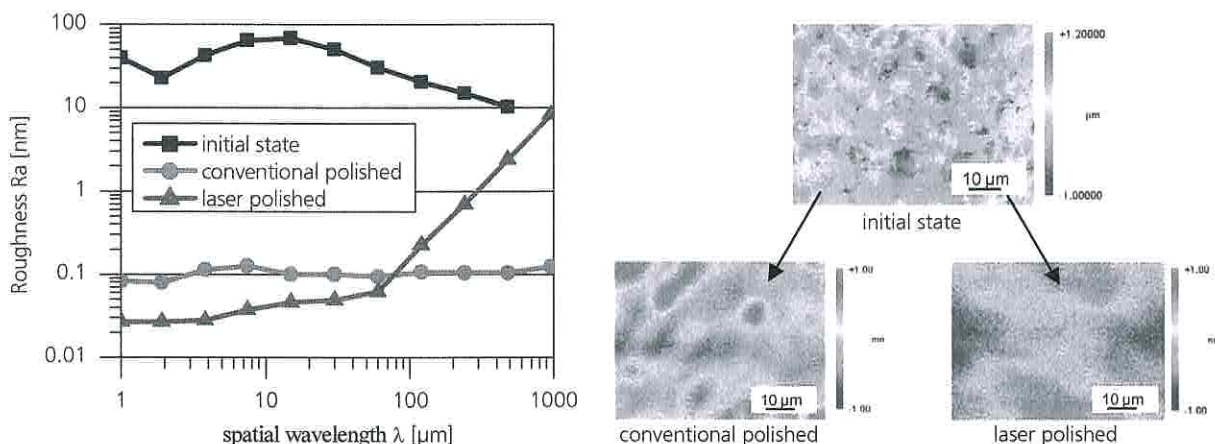 100
10
1
0.1
0.01
Roughness Ra [nm]
initial state
conventional polished
laser polished
1 10 100 1000
spatial wavelength λ [µm]
+1.20000
µm
-1.00000
10 µm
initial state
+1.00
-1.00
10 µm
conventional polished
+1.00
-1.00
10 µm
laser polished